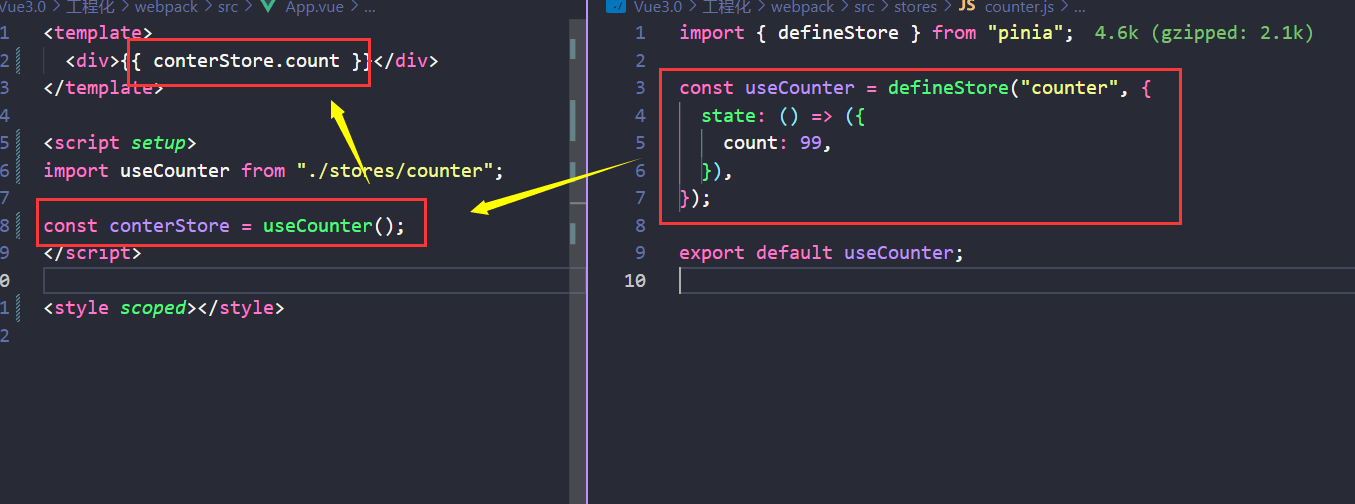 Vue3.0 > 工程化 > webpack > src > App.vue > ...
1 <template>
2 <div>{{ conterStore.count }}</div>
3 </template>
4
5 <script setup>
6 import useCounter from "./stores/counter";
7
8 const conterStore = useCounter();
9 </script>
0
1 <style scoped></style>
2
Vue3.0 > 工程化 > webpack > src > stores > JS counter.js > ...
1 import { defineStore } from "pinia"; 4.6k (gzipped: 2.1k)
2
3 const useCounter = defineStore("counter", {
4 state: () => ({
5 count: 99,
6 }),
7 });
8
9 export default useCounter;
10